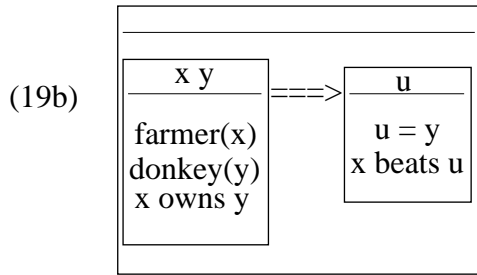 (19b)
x y
farmer(x)
donkey(y)
x owns y
===>
u
u = y
x beats u